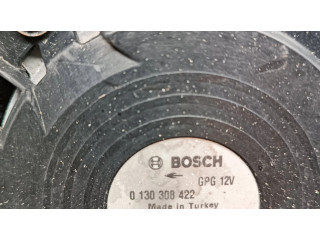 BOSCH
GPG 12V
0 130 308 422
Made in Turkey